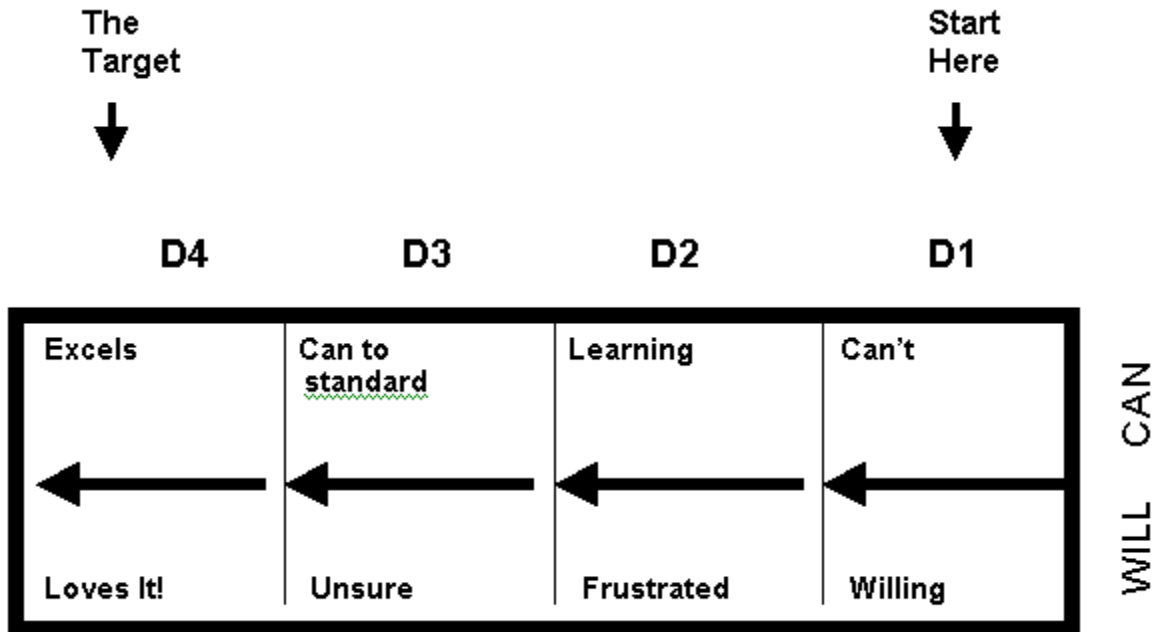 The
Target
Start
Here
D4 D3 D2 D1
Excels
Can to
standard
Learning
Can't
Loves It!
Unsure
Frustrated
Willing
CAN
WILL